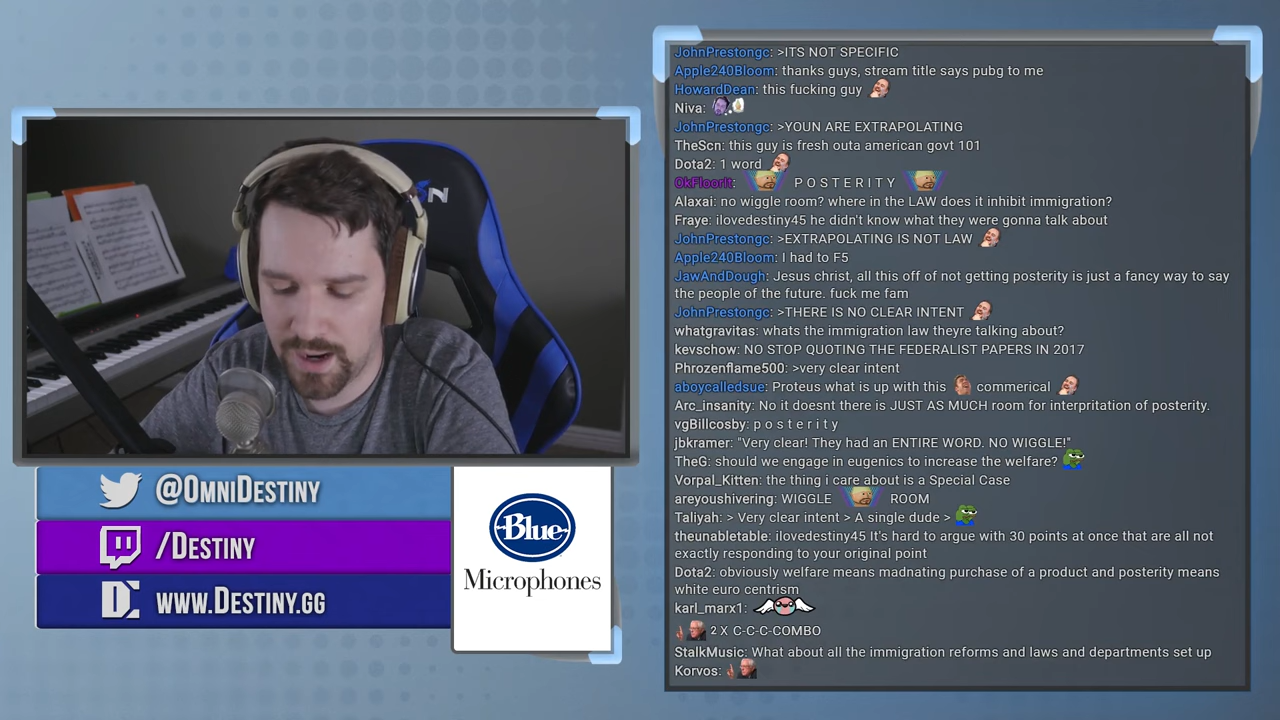 @OmniDestiny
/Destiny
www.Destiny.gg
Blue
Microphones
JohnPrestongc: >ITS NOT SPECIFIC
Apple240Bloom: thanks guys, stream title says pubg to me
HowardDean: this fucking guy
Niva:
JohnPrestongc: >YOUN ARE EXTRAPOLATING
TheScn: this guy is fresh outa american govt 101
Dota2: 1 word
OkFloorIt: P O S T E R I T Y
Alaxai: no wiggle room? where in the LAW does it inhibit immigration?
Fraye: ilovedestiny45 he didn't know what they were gonna talk about
JohnPrestongc: >EXTRAPOLATING IS NOT LAW
Apple240Bloom: I had to F5
JawAndDough: Jesus christ, all this off of not getting posterity is just a fancy way to say
the people of the future. fuck me fam
JohnPrestongc: >THERE IS NO CLEAR INTENT
whatgravitas: whats the immigration law theyre talking about?
kevschow: NO STOP QUOTING THE FEDERALIST PAPERS IN 2017
Phrozenflame500: >very clear intent
aboycalledsue: Proteus what is up with this commerical
Arc_insanity: No it doesnt there is JUST AS MUCH room for interpritation of posterity.
vgBillcosby: p o s t e r i t y
jbkramer: "Very clear! They had an ENTIRE WORD. NO WIGGLE!"
TheG: should we engage in eugenics to increase the welfare?
Vorpal_Kitten: the thing i care about is a Special Case
areyoushivering: WIGGLE ROOM
Taliyah: > Very clear intent > A single dude >
theunabletable: ilovedestiny45 It's hard to argue with 30 points at once that are all not
exactly responding to your original point
Dota2: obviously welfare means madnating purchase of a product and posterity means
white euro centrism
karl_marx1:
2 X C-C-C-COMBO
StalkMusic: What about all the immigration reforms and laws and departments set up
Korvos: